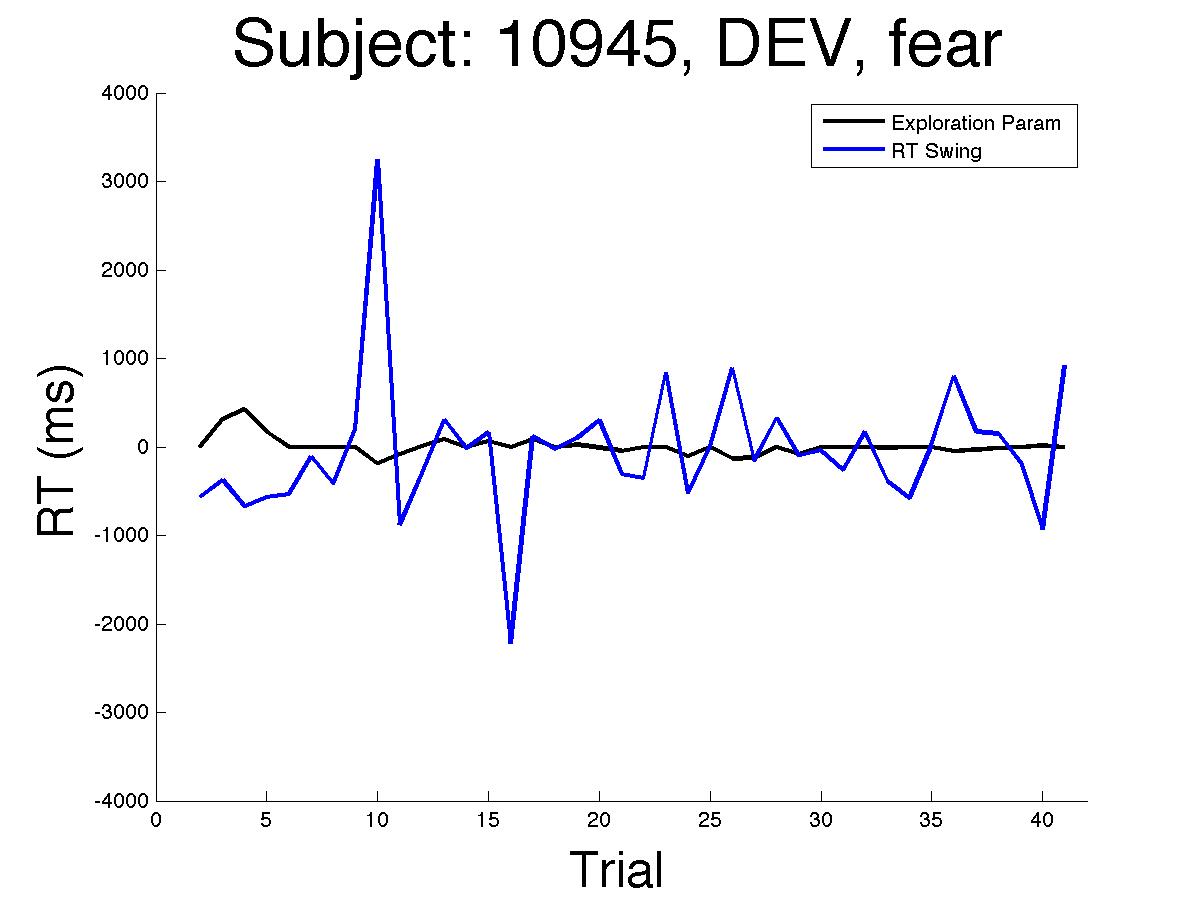 Subject: 10945, DEV, fear
4000
3000
2000
1000
0
-1000
-2000
-3000
-4000
RT (ms)
Exploration Param
RT Swing
0 5 10 15 20 25 30 35 40
Trial